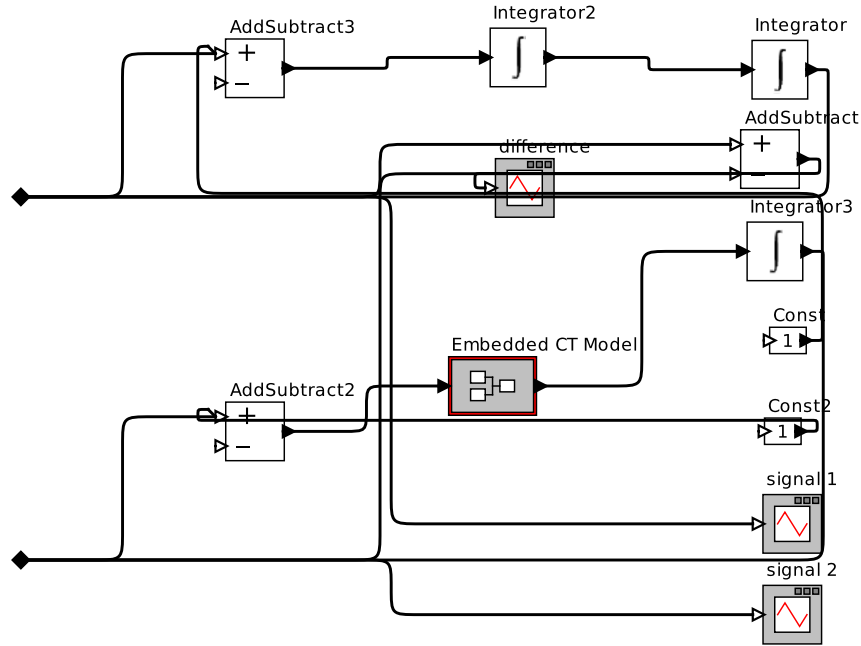 Integrator2
Integrator
AddSubtract3
+
−
∫
∫
AddSubtract
+
−
difference
Integrator3
∫
Const
1
Embedded CT Model
AddSubtract2
+
−
Const2
1
signal 1
signal 2